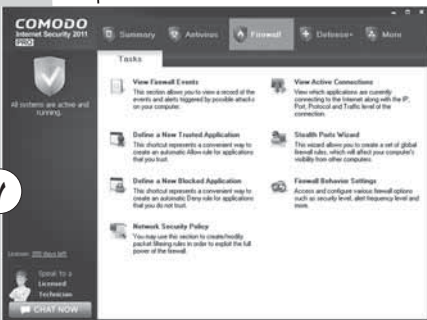 COMODO
Internet Security 2011
PRO
Summary
Antivirus
Firewall
Defense+
More
Tasks
All systems are active and
running.
View Firewall Events
This section allows you to view a record of the
events and alerts triggered by possible attacks
on your computer.
View Active Connections
View which applications are currently
connecting to the Internet along with the IP,
Port, Protocol and Traffic level of the
connection.
Define a New Trusted Application
This shortcut represents a convenient way to
create an automatic Allow rule for applications
that you trust.
Stealth Ports Wizard
This wizard allows you to create a set of global
firewall rules, which will affect your computer's
visibility from other computers.
Define a New Blocked Application
This shortcut represents a convenient way to
create an automatic Deny rule for applications
that you do not trust.
Firewall Behavior Settings
Access and configure various firewall options
such as security level, alert frequency level and
more.
Network Security Policy
You may use this section to create/modify
packet filtering rules in order to exploit the full
power of the firewall.
License: days left
Speak to a
Licensed
Technician
CHAT NOW